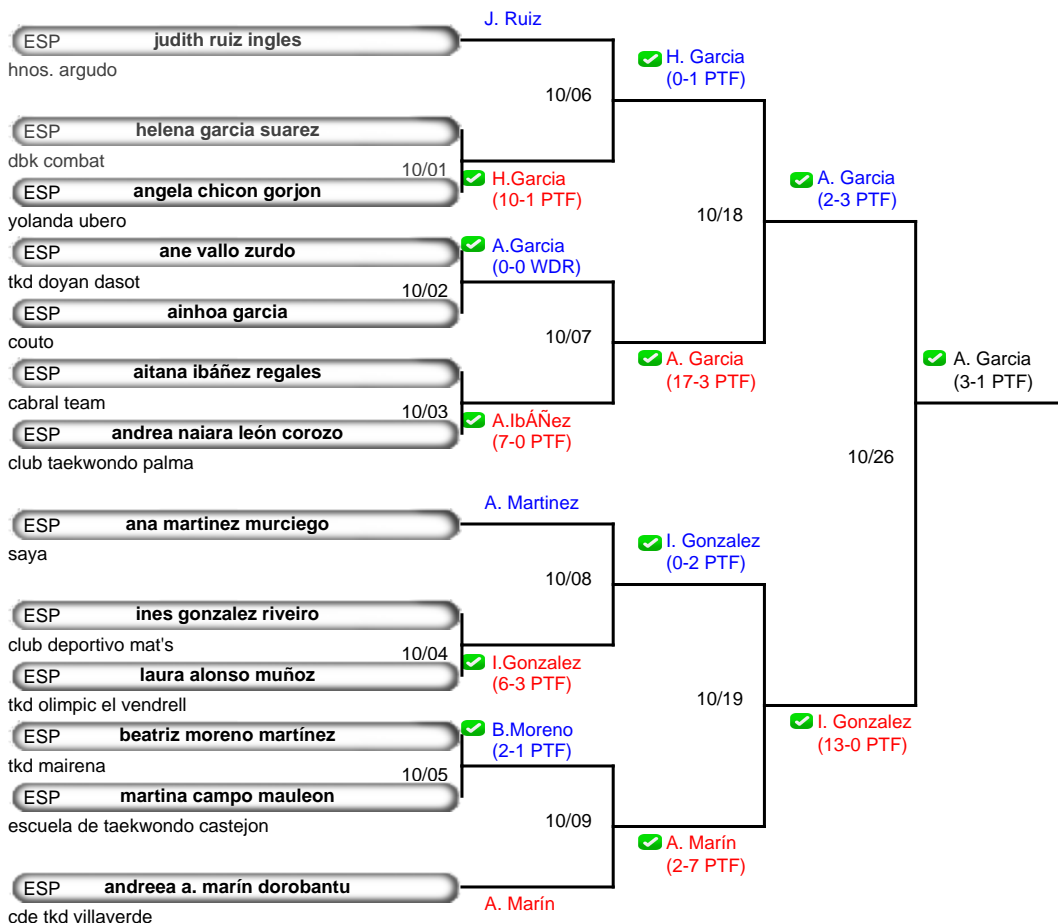 J. Ruiz
ESP judith ruiz ingles
hnos. argudo
H. Garcia
(0-1 PTF)
10/06
ESP helena garcia suarez
dbk combat
10/01
H.Garcia
(10-1 PTF)
A. Garcia
(2-3 PTF)
ESP angela chicon gorjon
yolanda ubero
10/18
ESP ane vallo zurdo
A.Garcia
(0-0 WDR)
tkd doyan dasot
10/02
ESP ainhoa garcia
couto
10/07
A. Garcia
(17-3 PTF)
A. Garcia
(3-1 PTF)
ESP aitana ibáñez regales
cabral team
10/03
A.IbÁÑez
(7-0 PTF)
ESP andrea naiara león corozo
club taekwondo palma
10/26
A. Martinez
ESP ana martinez murciego
saya
I. Gonzalez
(0-2 PTF)
10/08
ESP ines gonzalez riveiro
club deportivo mat's
10/04
I.Gonzalez
(6-3 PTF)
ESP laura alonso muñoz
tkd olimpic el vendrell
10/19
I. Gonzalez
(13-0 PTF)
ESP beatriz moreno martínez
B.Moreno
(2-1 PTF)
tkd mairena
10/05
ESP martina campo mauleon
escuela de taekwondo castejon
10/09
A. Marín
(2-7 PTF)
ESP andreea a. marín dorobantu
A. Marín
cde tkd villaverde